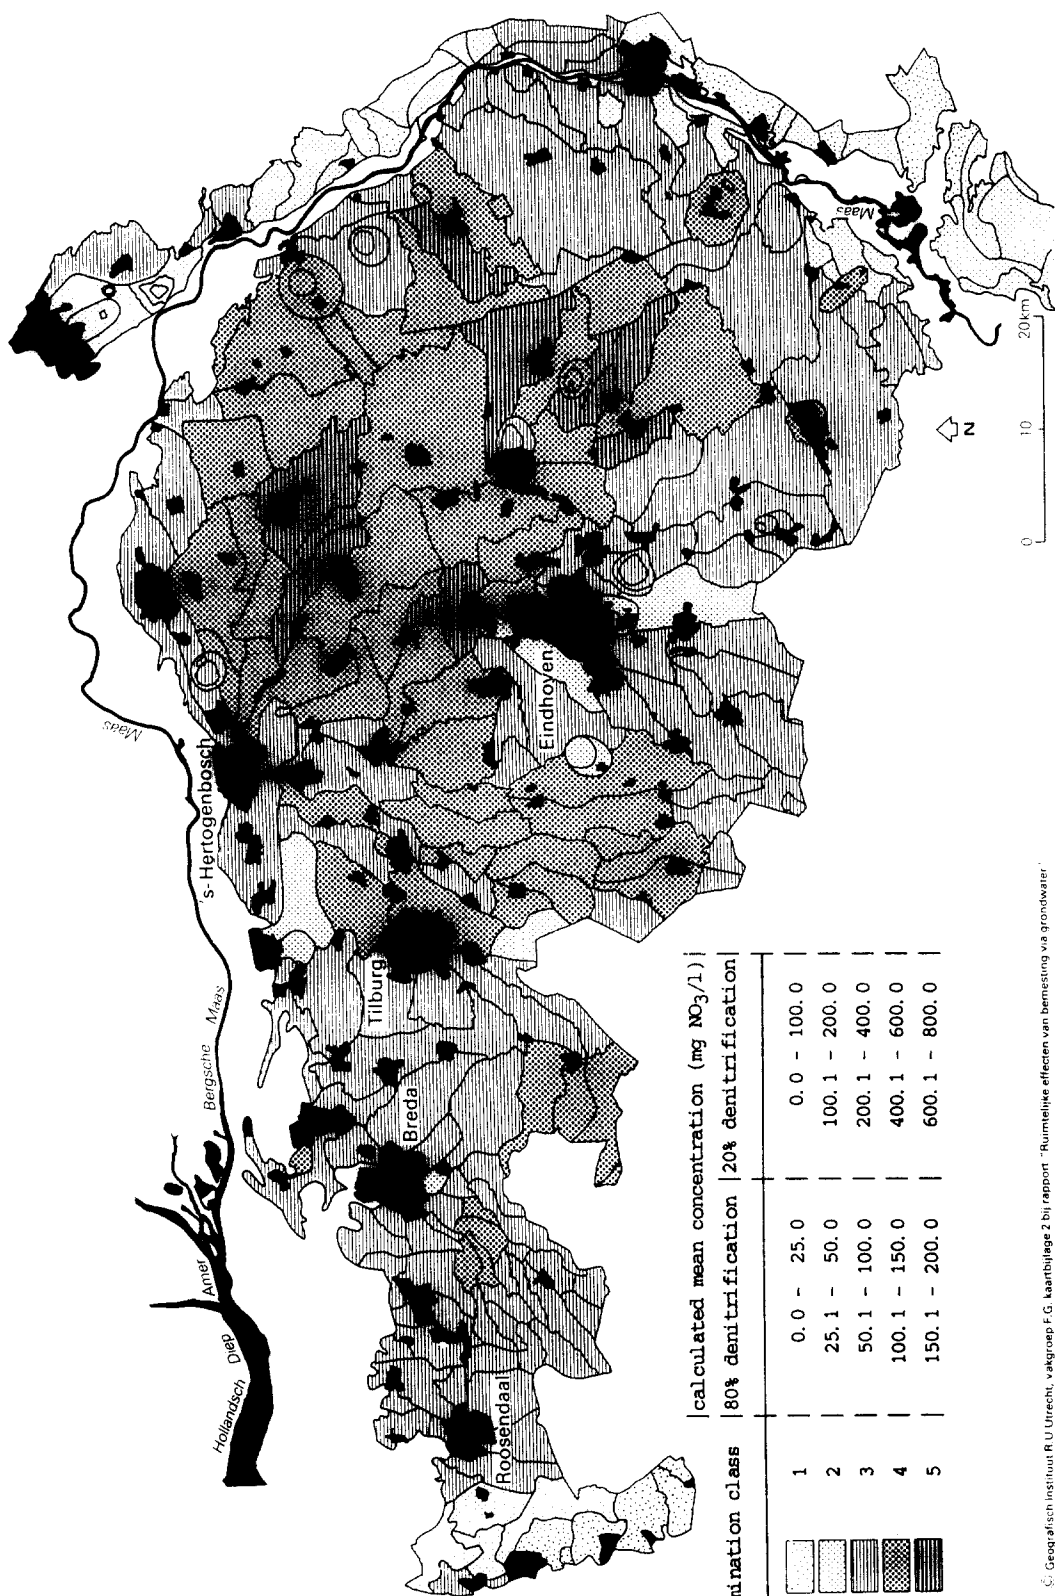 Hollandsch Diep
Amer
Bergsche Maas
Maas
's-Hertogenbosch
Maas
Roosendaal
Breda
Tilburg
Eindhoven
N
0 10 20km
calculated mean concentration (mg NO3/l)
mination class 80% denitrification 20% denitrification
1 0.0 - 25.0 0.0 - 100.0
2 25.1 - 50.0 100.1 - 200.0
3 50.1 - 100.0 200.1 - 400.0
4 100.1 - 150.0 400.1 - 600.0
5 150.1 - 200.0 600.1 - 800.0
© Geografisch Instituut R.U Utrecht, vakgroep F.G. kaartbijlage 2 bij rapport "Ruimtelijke effecten van bemesting via grondwater'